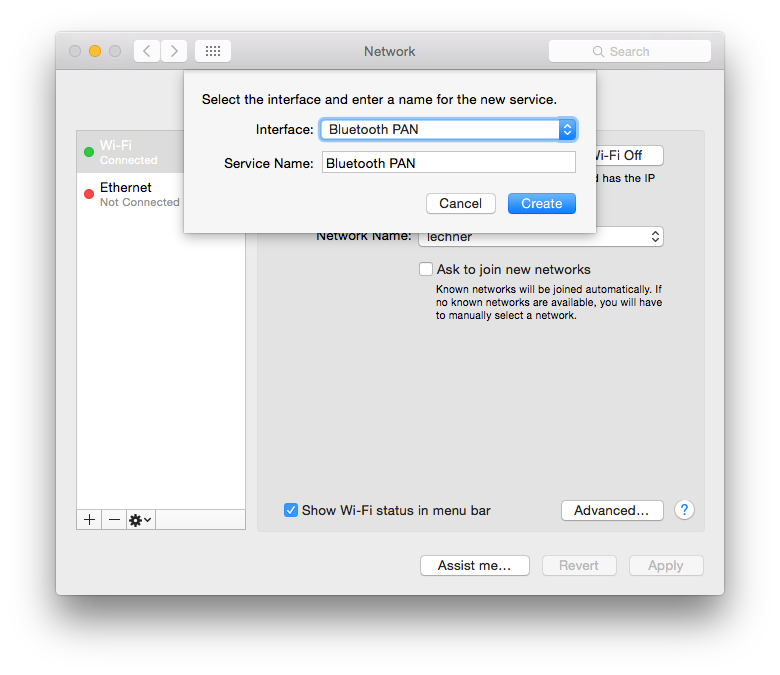 Network
Search
Select the interface and enter a name for the new service.
Interface: Bluetooth PAN
Service Name: Bluetooth PAN
Cancel
Create
Wi-Fi
Connected
Ethernet
Not Connected
i-Fi Off
has the IP
Network Name: lechner
Ask to join new networks
Known networks will be joined automatically. If
no known networks are available, you will have
to manually select a network.
Show Wi-Fi status in menu bar
Advanced...
?
Assist me...
Revert
Apply